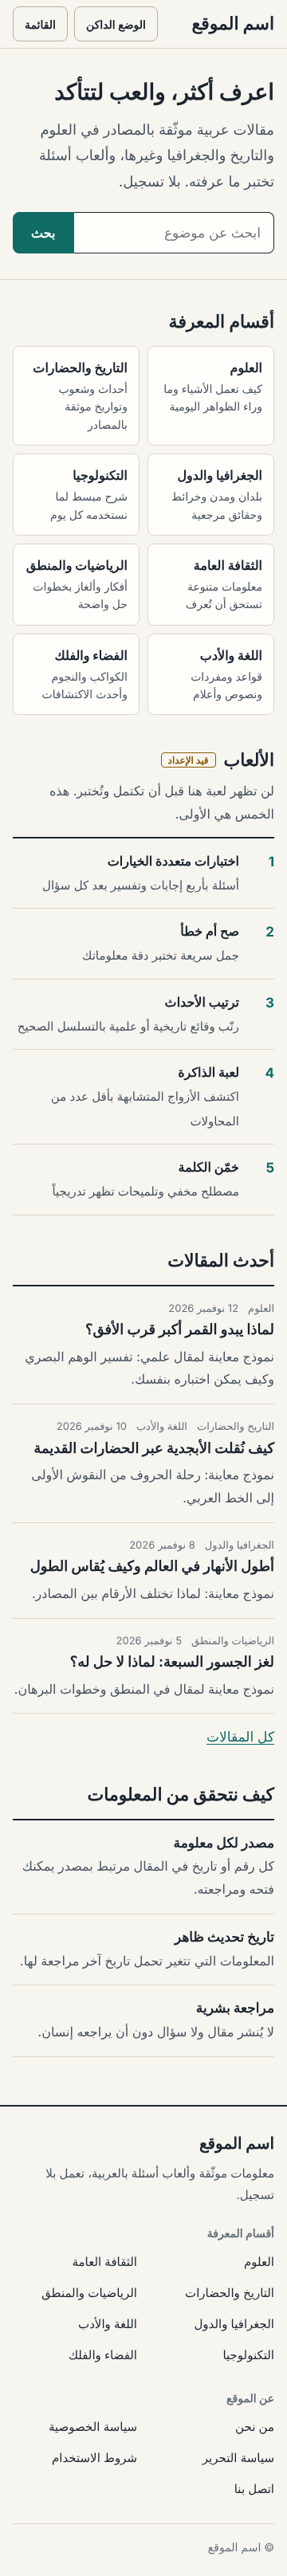 اسم الموقع
الوضع الداكن
القائمة
اعرف أكثر، والعب لتتأكد
مقالات عربية موثّقة بالمصادر في العلوم
والتاريخ والجغرافيا وغيرها، وألعاب أسئلة
تختبر ما عرفته. بلا تسجيل.
ابحث عن موضوع
بحث
أقسام المعرفة
العلوم
كيف تعمل الأشياء وما
وراء الظواهر اليومية
التاريخ والحضارات
أحداث وشعوب
وتواريخ موثقة
بالمصادر
الجغرافيا والدول
بلدان ومدن وخرائط
وحقائق مرجعية
التكنولوجيا
شرح مبسط لما
نستخدمه كل يوم
الثقافة العامة
معلومات متنوعة
تستحق أن تُعرف
الرياضيات والمنطق
أفكار وألغاز بخطوات
حل واضحة
اللغة والأدب
قواعد ومفردات
ونصوص وأعلام
الفضاء والفلك
الكواكب والنجوم
وأحدث الاكتشافات
الألعاب
قيد الإعداد
لن تظهر لعبة هنا قبل أن تكتمل وتُختبر. هذه
الخمس هي الأولى.
1
اختبارات متعددة الخيارات
أسئلة بأربع إجابات وتفسير بعد كل سؤال
2
صح أم خطأ
جمل سريعة تختبر دقة معلوماتك
3
ترتيب الأحداث
رتّب وقائع تاريخية أو علمية بالتسلسل الصحيح
4
لعبة الذاكرة
اكتشف الأزواج المتشابهة بأقل عدد من
المحاولات
5
خمّن الكلمة
مصطلح مخفي وتلميحات تظهر تدريجياً
أحدث المقالات
العلوم 12 نوفمبر 2026
لماذا يبدو القمر أكبر قرب الأفق؟
نموذج معاينة لمقال علمي: تفسير الوهم البصري
وكيف يمكن اختباره بنفسك.
التاريخ والحضارات اللغة والأدب 10 نوفمبر 2026
كيف نُقلت الأبجدية عبر الحضارات القديمة
نموذج معاينة: رحلة الحروف من النقوش الأولى
إلى الخط العربي.
الجغرافيا والدول 8 نوفمبر 2026
أطول الأنهار في العالم وكيف يُقاس الطول
نموذج معاينة: لماذا تختلف الأرقام بين المصادر.
الرياضيات والمنطق 5 نوفمبر 2026
لغز الجسور السبعة: لماذا لا حل له؟
نموذج معاينة لمقال في المنطق وخطوات البرهان.
كل المقالات
كيف نتحقق من المعلومات
مصدر لكل معلومة
كل رقم أو تاريخ في المقال مرتبط بمصدر يمكنك
فتحه ومراجعته.
تاريخ تحديث ظاهر
المعلومات التي تتغير تحمل تاريخ آخر مراجعة لها.
مراجعة بشرية
لا يُنشر مقال ولا سؤال دون أن يراجعه إنسان.
اسم الموقع
معلومات موثّقة وألعاب أسئلة بالعربية، تعمل بلا
تسجيل.
أقسام المعرفة
العلوم
الثقافة العامة
التاريخ والحضارات
الرياضيات والمنطق
الجغرافيا والدول
اللغة والأدب
التكنولوجيا
الفضاء والفلك
عن الموقع
من نحن
سياسة الخصوصية
سياسة التحرير
شروط الاستخدام
اتصل بنا
© اسم الموقع